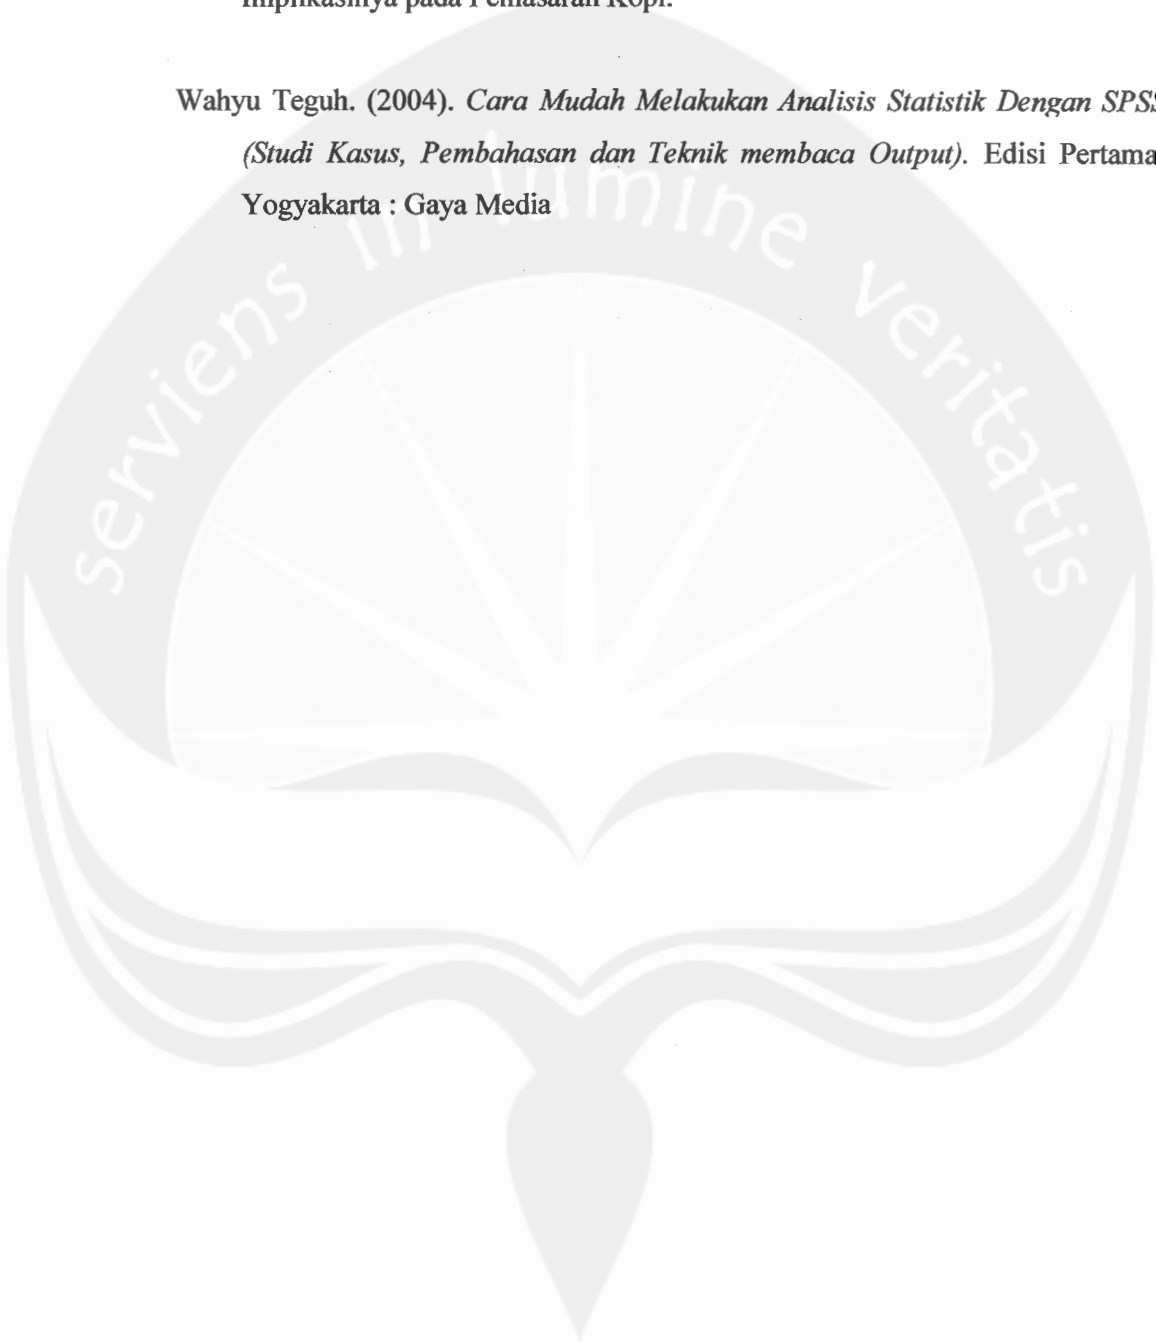 Implikasinya pada Pemasaran Kopi.
Wahyu Teguh. (2004). Cara Mudah Melakukan Analisis Statistik Dengan SPSS
(Studi Kasus, Pembahasan dan Teknik membaca Output). Edisi Pertama
Yogyakarta : Gaya Media
serviens in lumine veritatis